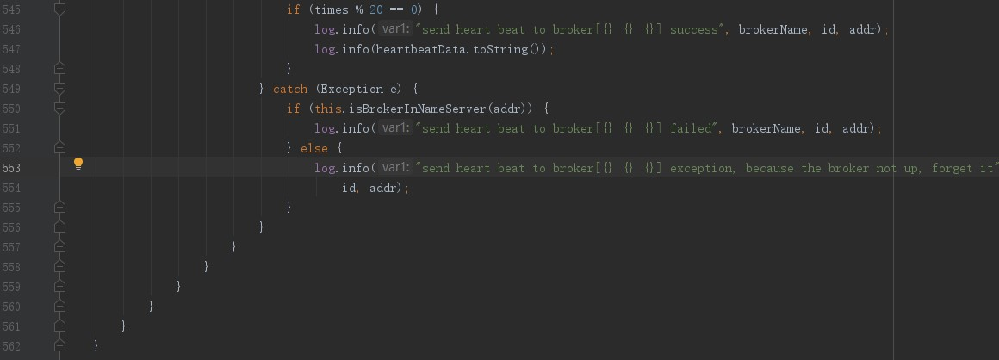 545 if (times % 20 == 0) {
546 log.info( var1: "send heart beat to broker[{} {} {}] success", brokerName, id, addr);
547 log.info(heartbeatData.toString());
548 }
549 } catch (Exception e) {
550 if (this.isBrokerInNameServer(addr)) {
551 log.info( var1: "send heart beat to broker[{} {} {}] failed", brokerName, id, addr);
552 } else {
553 log.info( var1: "send heart beat to broker[{} {} {}] exception, because the broker not up, forget it"
554 id, addr);
555 }
556 }
557 }
558 }
559 }
560 }
561 }
562 }